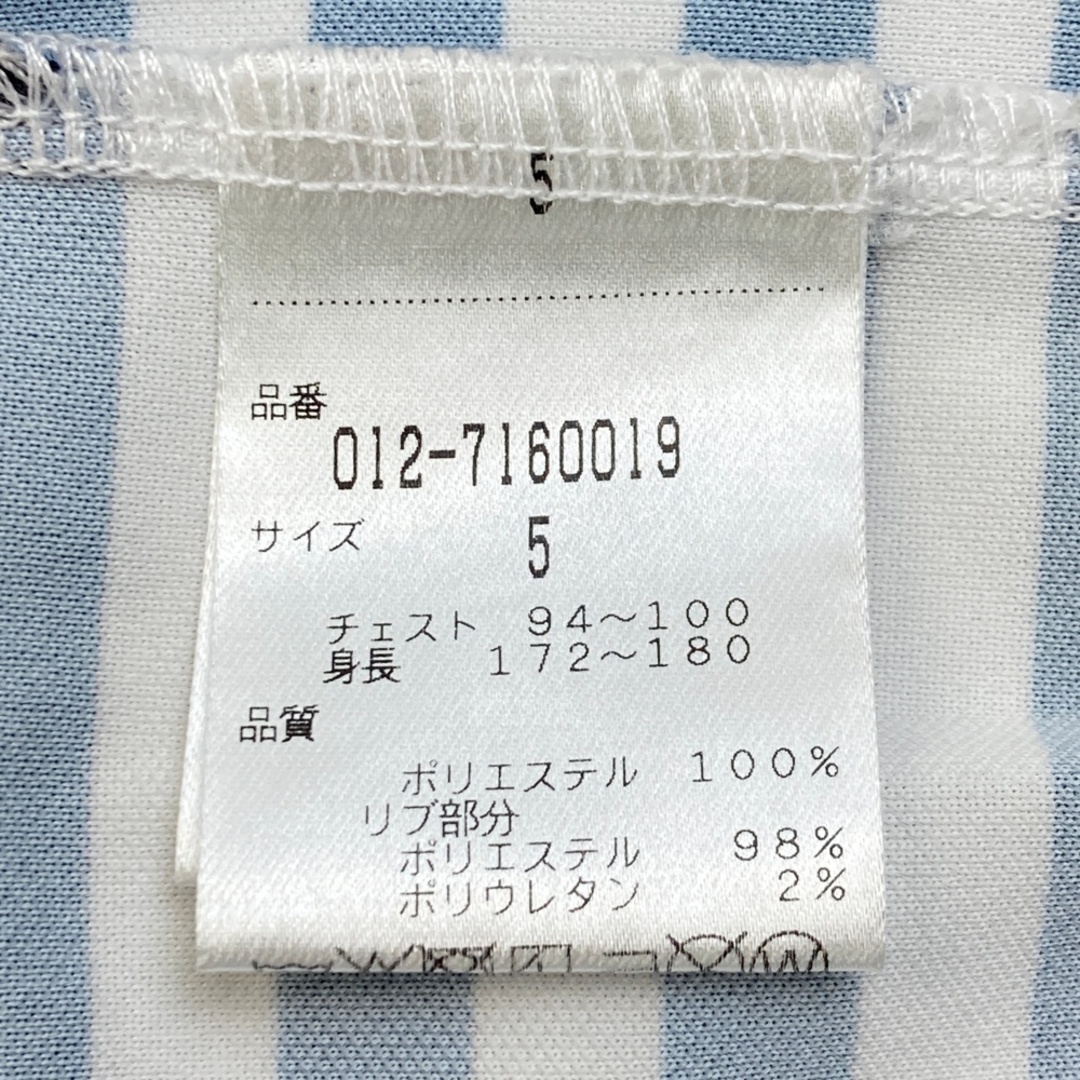 5
品番
012-7160019
サイズ 5
チェスト 94～100
身長 172～180
品質
ポリエステル 100%
リブ部分
ポリエステル 98%
ポリウレタン 2%